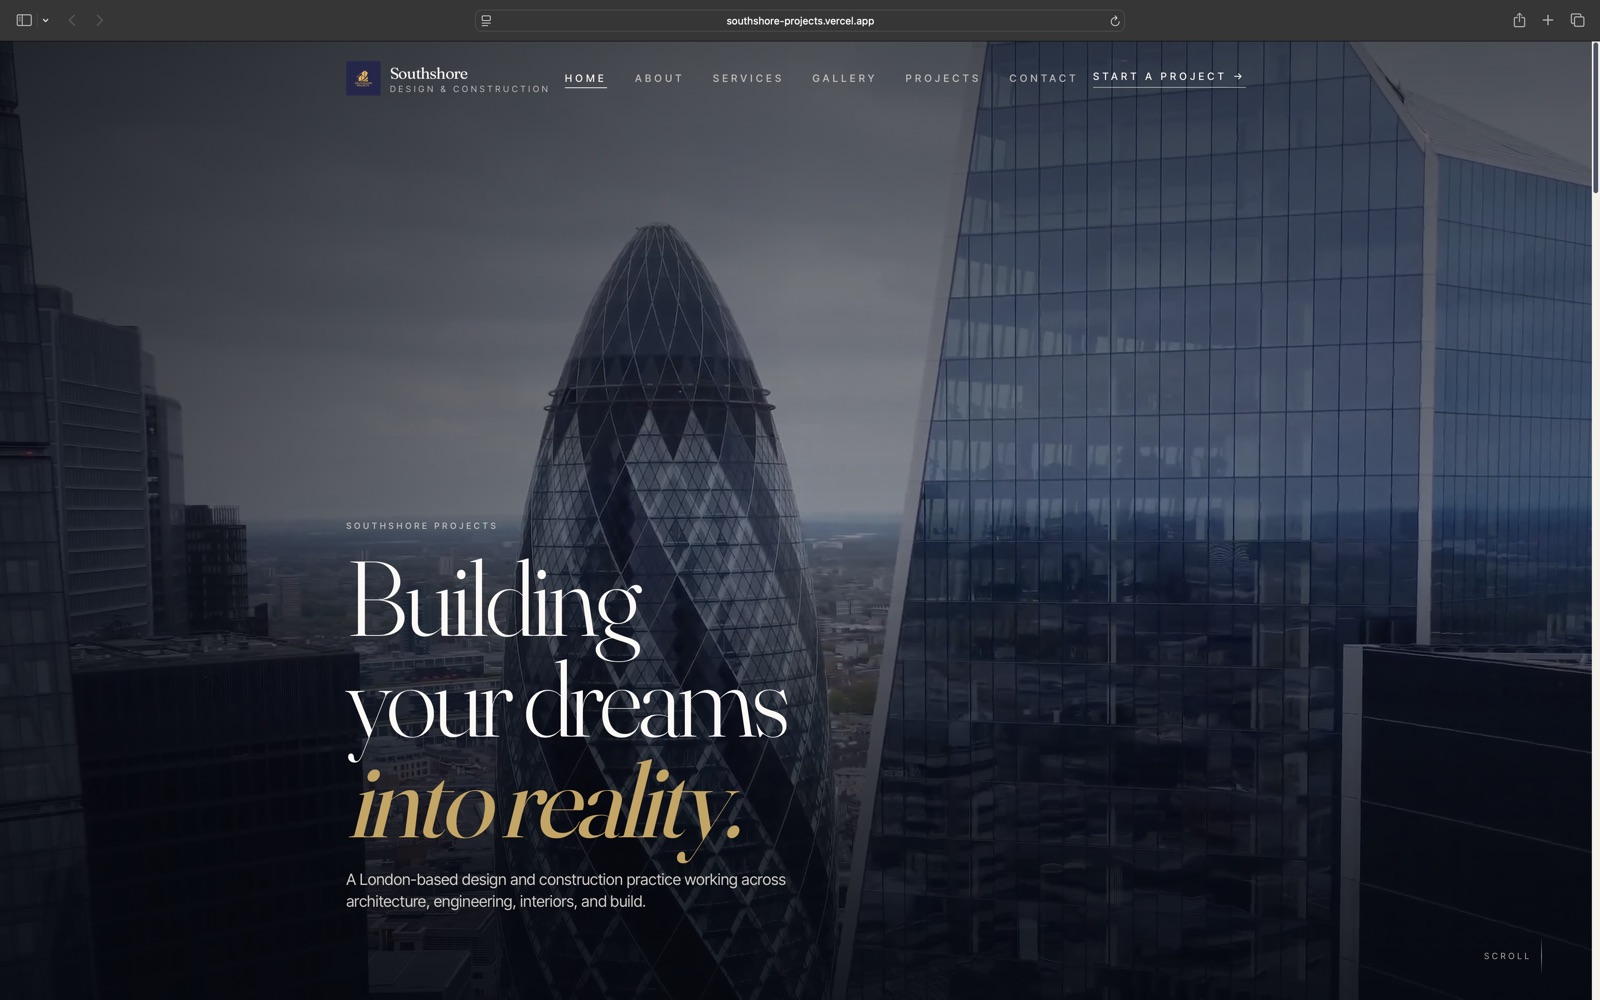 southshore-projects.vercel.app
Southshore
DESIGN & CONSTRUCTION
HOME
ABOUT
SERVICES
GALLERY
PROJECTS
CONTACT
START A PROJECT →
SOUTHSHORE PROJECTS
Building
your dreams
into reality.
A London-based design and construction practice working across
architecture, engineering, interiors, and build.
SCROLL